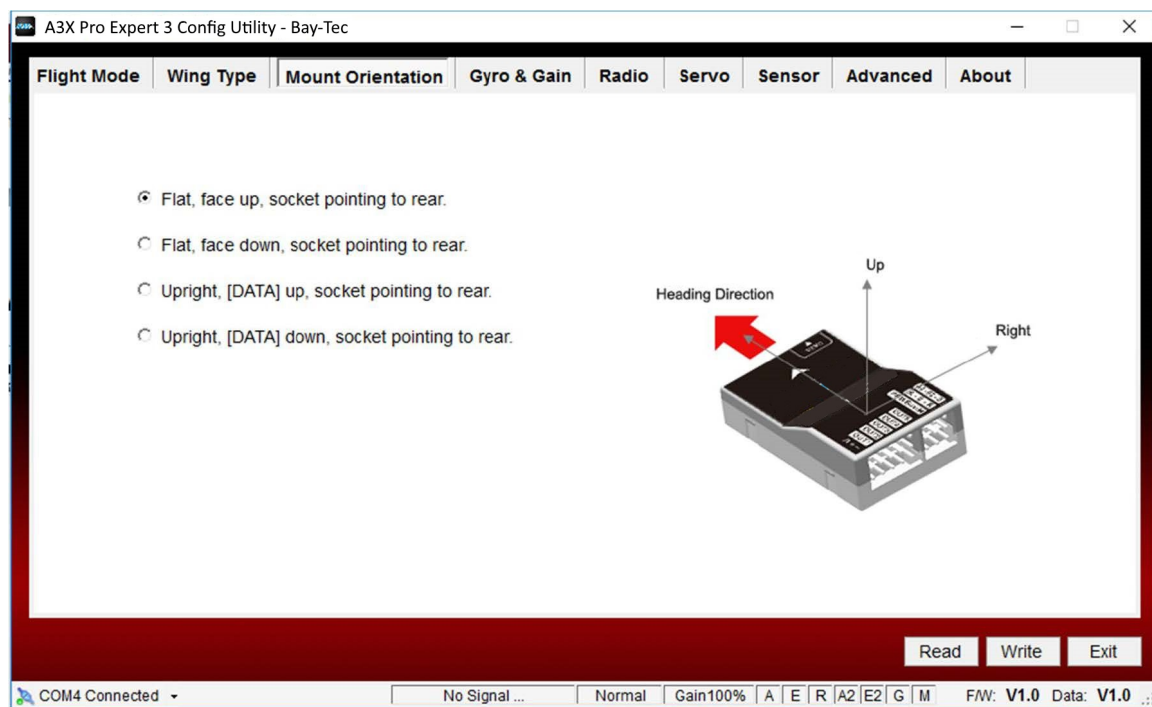 A3X Pro Expert 3 Config Utility - Bay-Tec
Flight Mode Wing Type Mount Orientation Gyro & Gain Radio Servo Sensor Advanced About
Flat, face up, socket pointing to rear.
Flat, face down, socket pointing to rear.
Upright, [DATA] up, socket pointing to rear.
Upright, [DATA] down, socket pointing to rear.
Up
Heading Direction
Right
Read Write Exit
COM4 Connected No Signal ... Normal Gain100% A E R A2 E2 G M F/W: V1.0 Data: V1.0